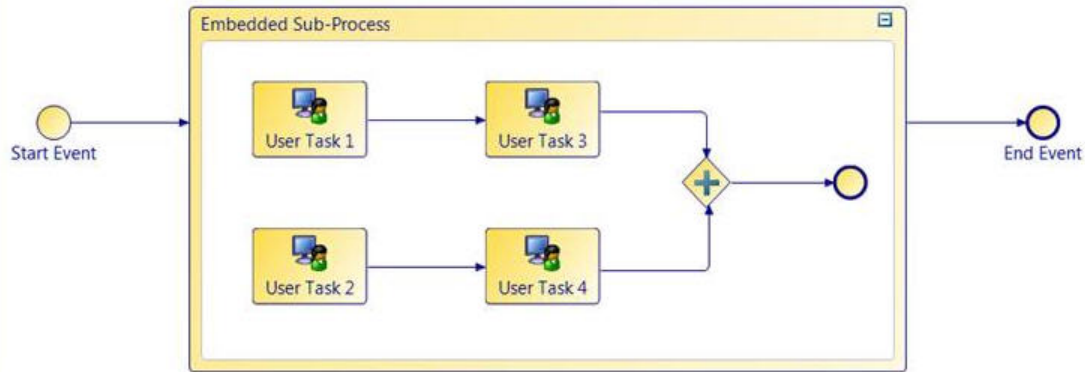 Embedded Sub-Process
User Task 1
User Task 3
Start Event
End Event
User Task 2
User Task 4